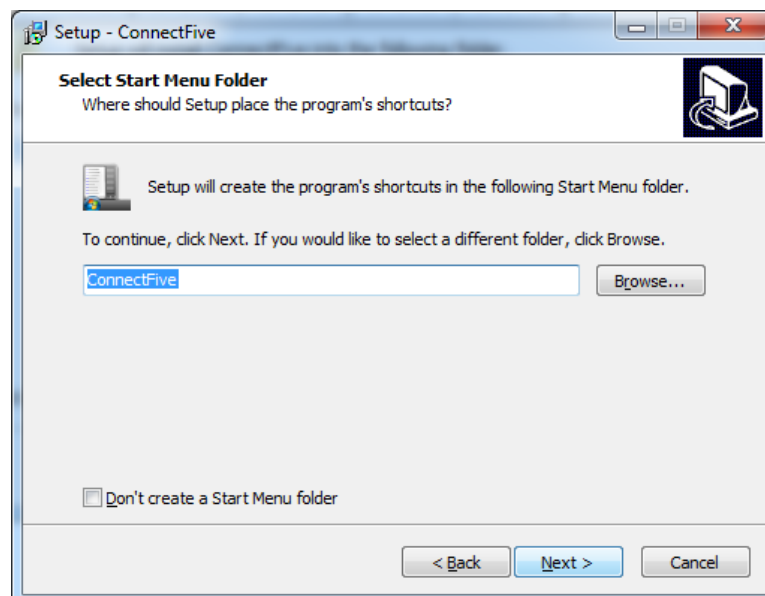 Setup - ConnectFive
Select Start Menu Folder
Where should Setup place the program's shortcuts?
Setup will create the program's shortcuts in the following Start Menu folder.
To continue, click Next. If you would like to select a different folder, click Browse.
ConnectFive
Browse...
Don't create a Start Menu folder
< Back
Next >
Cancel